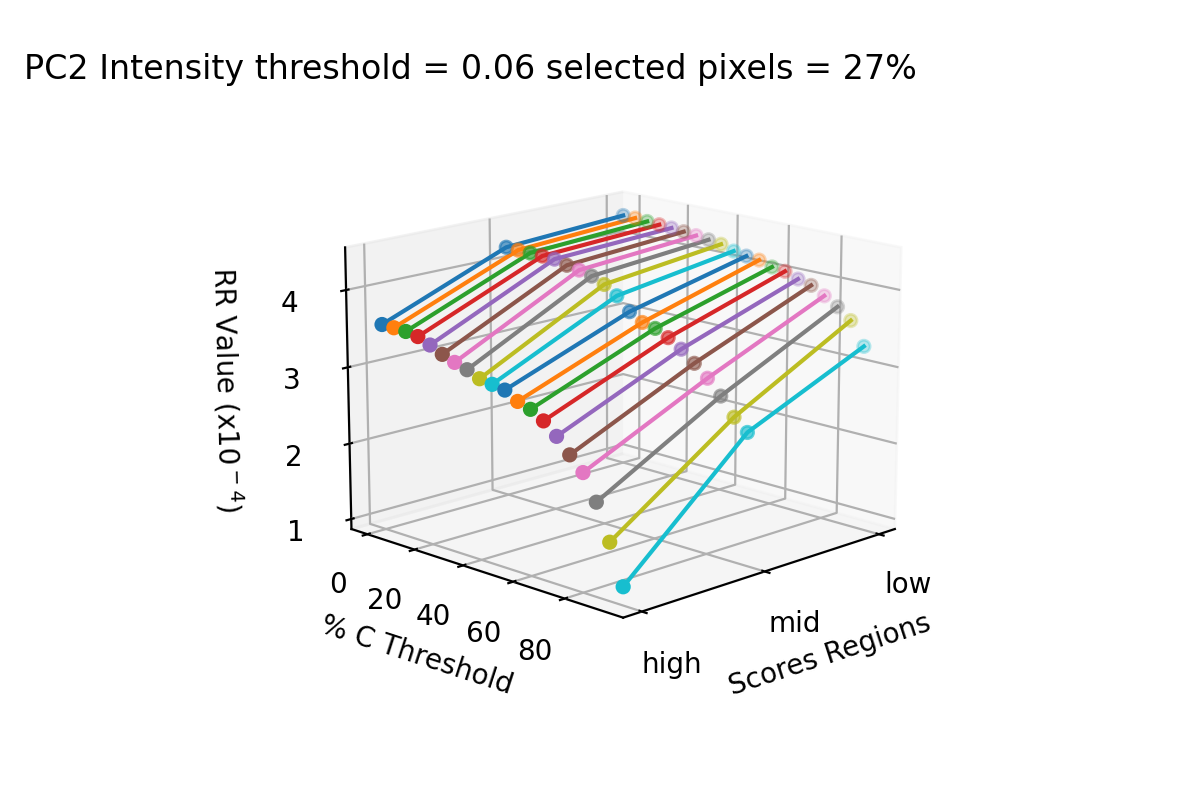 PC2 Intensity threshold = 0.06 selected pixels = 27%
RR Value (x10⁻⁴)
4
3
2
1
0
20
40
60
80
% C Threshold
high
mid
low
Scores Regions